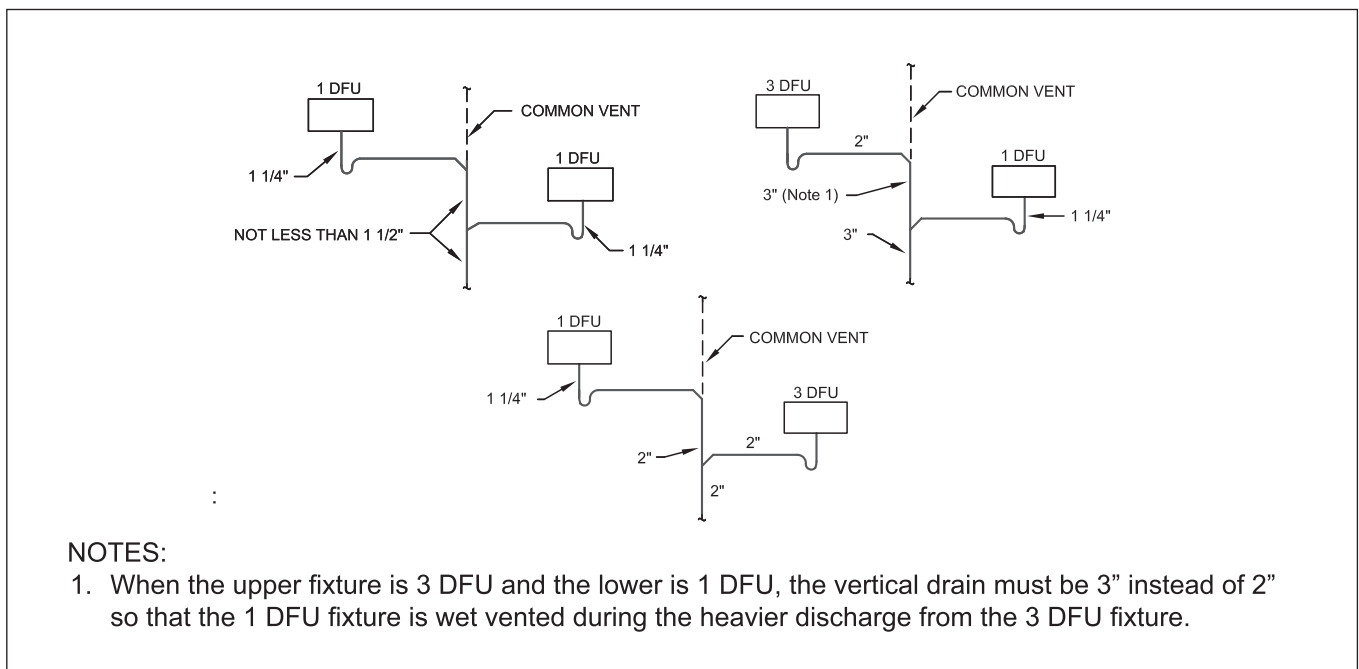 1 DFU
COMMON VENT
1 1/4"
1 DFU
NOT LESS THAN 1 1/2"
1 1/4"
3 DFU
COMMON VENT
2"
1 DFU
3" (Note 1)
1 1/4"
3"
1 DFU
COMMON VENT
1 1/4"
3 DFU
2"
2"
2"
:
NOTES:
1. When the upper fixture is 3 DFU and the lower is 1 DFU, the vertical drain must be 3” instead of 2”
so that the 1 DFU fixture is wet vented during the heavier discharge from the 3 DFU fixture.